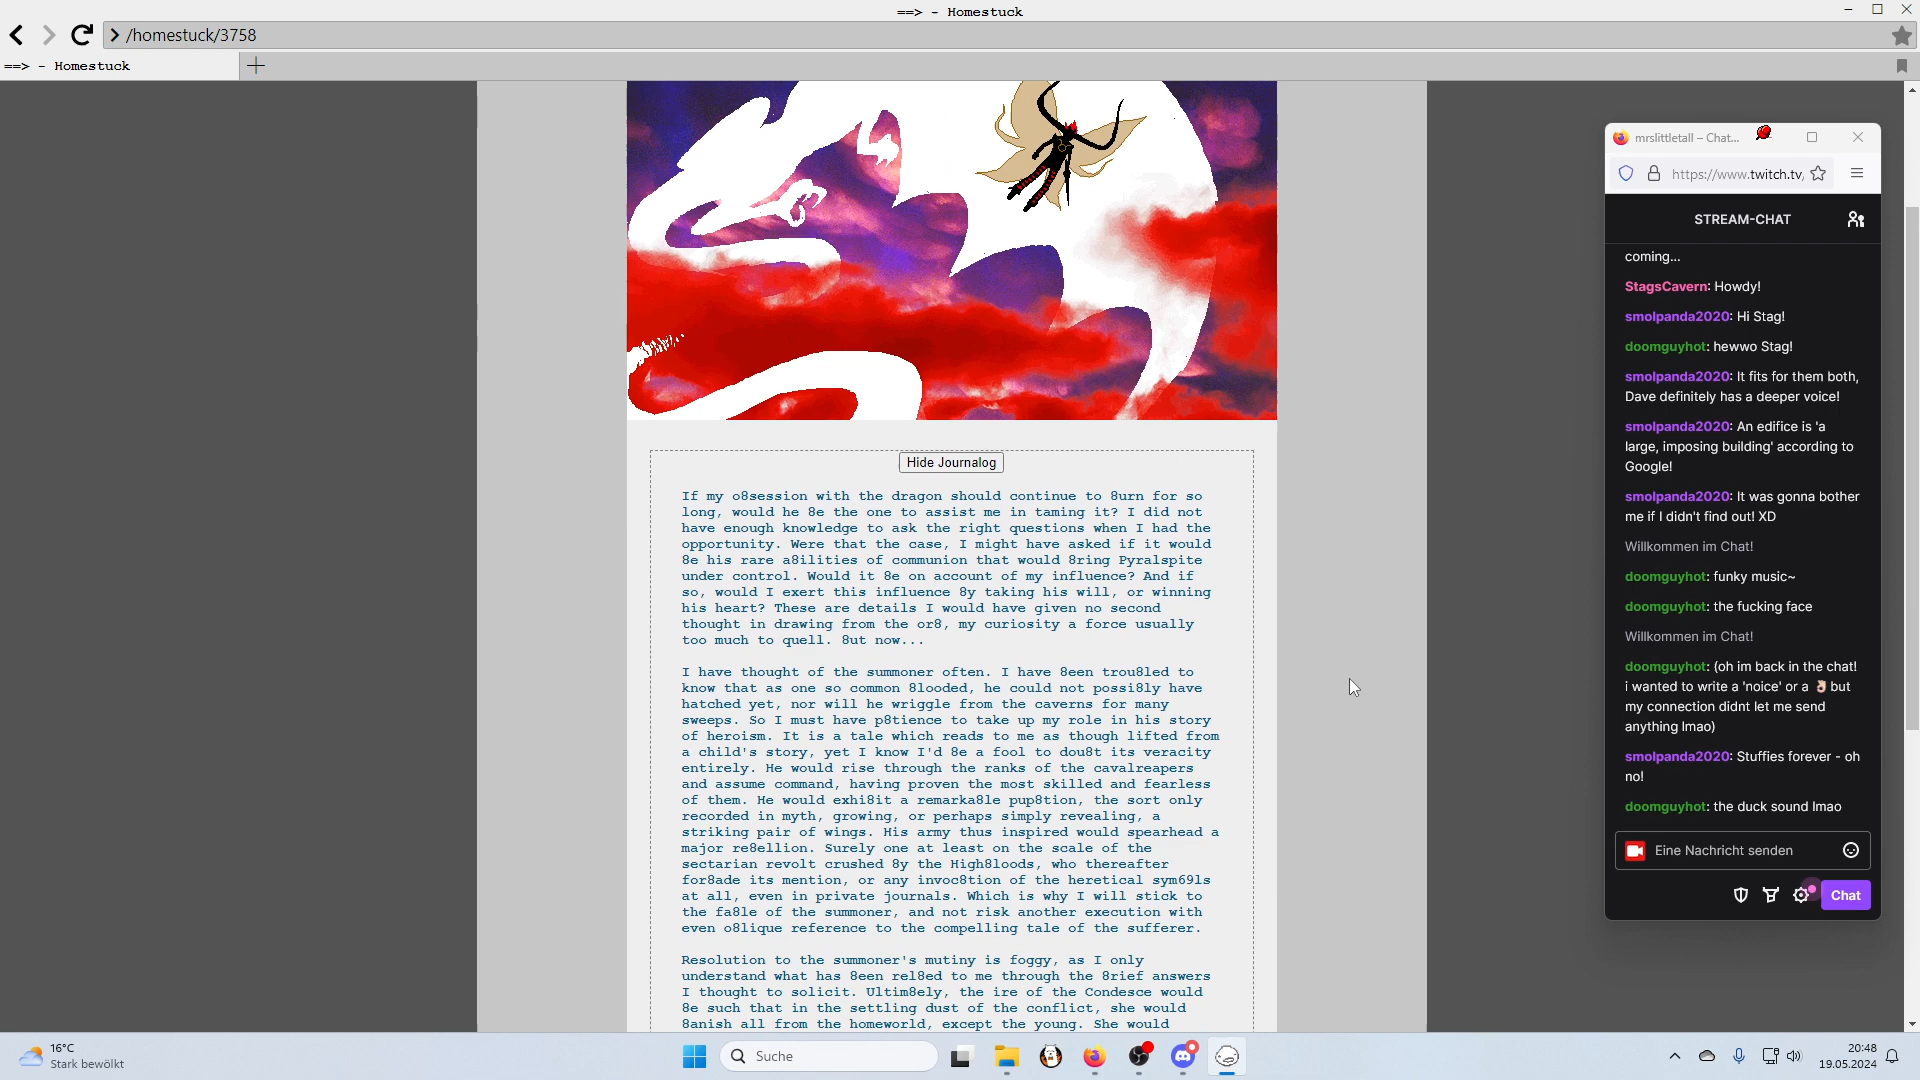 ==> - Homestuck
/homestuck/3758
==> - Homestuck
Hide Journalog
If my o8session with the dragon should continue to 8urn for so
long, would he 8e the one to assist me in taming it? I did not
have enough knowledge to ask the right questions when I had the
opportunity. Were that the case, I might have asked if it would
8e his rare a8ilities of communion that would 8ring Pyralspite
under control. Would it 8e on account of my influence? And if
so, would I exert this influence 8y taking his will, or winning
his heart? These are details I would have given no second
thought in drawing from the or8, my curiosity a force usually
too much to quell. 8ut now...
I have thought of the summoner often. I have 8een trou8led to
know that as one so common 8looded, he could not possi8ly have
hatched yet, nor will he wriggle from the caverns for many
sweeps. So I must have p8tience to take up my role in his story
of heroism. It is a tale which reads to me as though lifted from
a child's story, yet I know I'd 8e a fool to dou8t its veracity
entirely. He would rise through the ranks of the cavalreapers
and assume command, having proven the most skilled and fearless
of them. He would exhi8it a remarka8le pup8tion, the sort only
recorded in myth, growing, or perhaps simply revealing, a
striking pair of wings. His army thus inspired would spearhead a
major re8ellion. Surely one at least on the scale of the
sectarian revolt crushed 8y the High8loods, who thereafter
for8ade its mention, or any invoc8tion of the heretical sym69ls
at all, even in private journals. Which is why I will stick to
the fa8le of the summoner, and not risk another execution with
even o8lique reference to the compelling tale of the sufferer.
Resolution to the summoner's mutiny is foggy, as I only
understand what has 8een rel8ed to me through the 8rief answers
I thought to solicit. Ultim8ely, the ire of the Condesce would
8e such that in the settling dust of the conflict, she would
8anish all from the homeworld, except the young. She would
mrslittletall – Chat...
https://www.twitch.tv/
STREAM-CHAT
coming...
StagsCavern: Howdy!
smolpanda2020: Hi Stag!
doomguyhot: hewwo Stag!
smolpanda2020: It fits for them both,
Dave definitely has a deeper voice!
smolpanda2020: An edifice is 'a
large, imposing building' according to
Google!
smolpanda2020: It was gonna bother
me if I didn't find out! XD
Willkommen im Chat!
doomguyhot: funky music~
doomguyhot: the fucking face
Willkommen im Chat!
doomguyhot: (oh im back in the chat!
i wanted to write a 'noice' or a 👌🏻 but
my connection didnt let me send
anything lmao)
smolpanda2020: Stuffies forever - oh
no!
doomguyhot: the duck sound lmao
Eine Nachricht senden
Chat
16°C
Stark bewölkt
Suche
20:48
19.05.2024